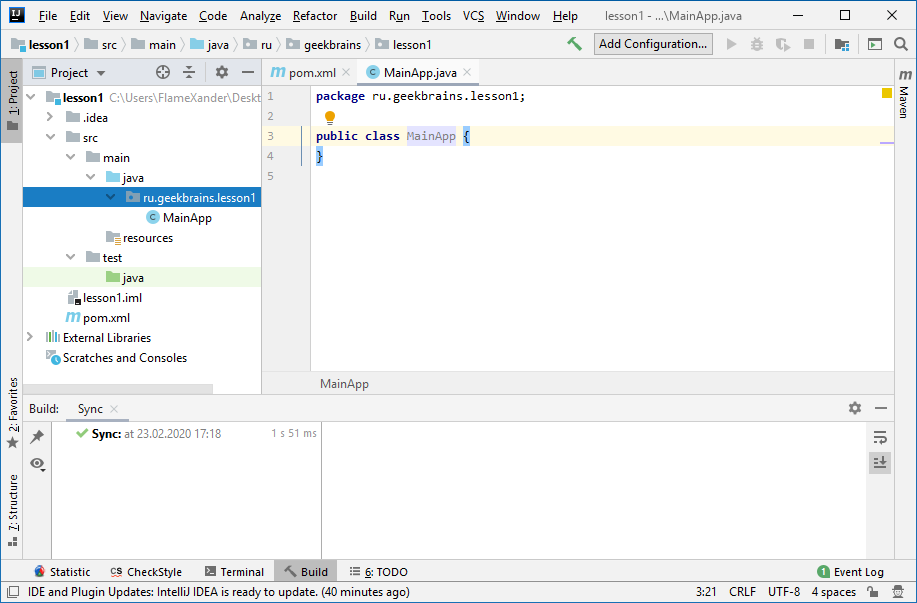 File Edit View Navigate Code Analyze Refactor Build Run Tools VCS Window Help lesson1 - ...\MainApp.java
lesson1 src main java ru geekbrains lesson1 Add Configuration...
1: Project
2: Favorites
7: Structure
Project
lesson1 C:\Users\FlameXander\Deskt
.idea
src
main
java
ru.geekbrains.lesson1
C MainApp
resources
test
java
lesson1.iml
m pom.xml
External Libraries
Scratches and Consoles
m pom.xml C MainApp.java
1 package ru.geekbrains.lesson1;
2
3 public class MainApp {
4 }
5
MainApp
m Maven
Build: Sync
Sync: at 23.02.2020 17:18 1 s 51 ms
Statistic CS CheckStyle Terminal Build 6: TODO 1 Event Log
IDE and Plugin Updates: IntelliJ IDEA is ready to update. (40 minutes ago) 3:21 CRLF UTF-8 4 spaces